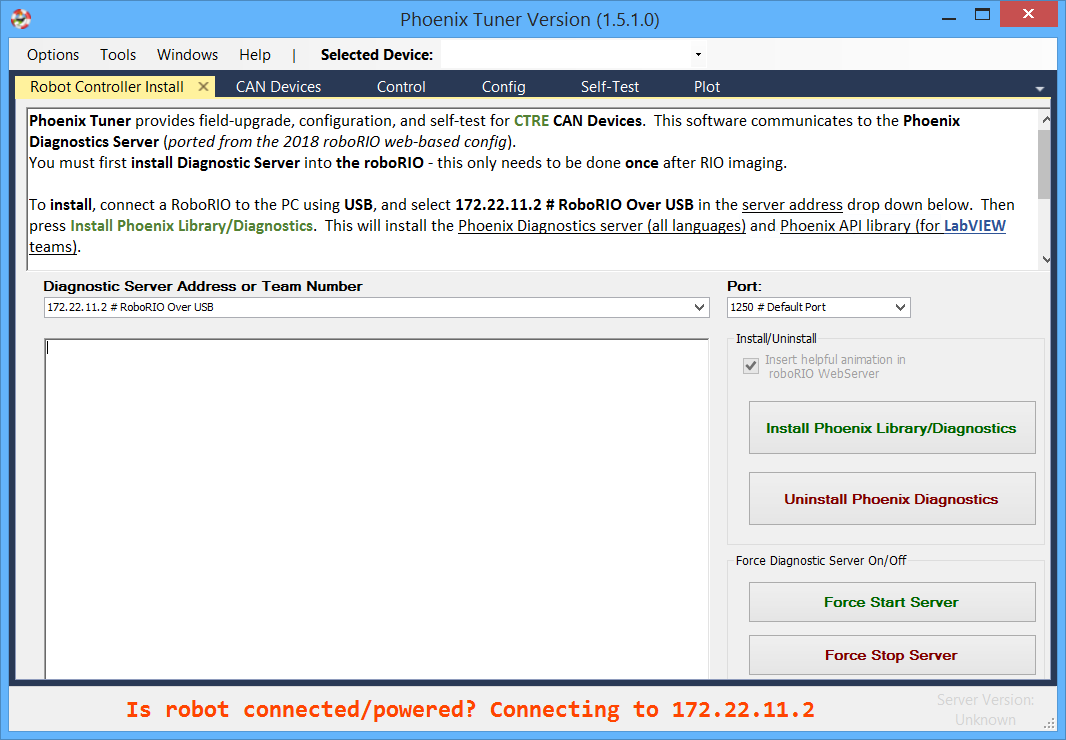 Phoenix Tuner Version (1.5.1.0)
Options Tools Windows Help | Selected Device:
Robot Controller Install CAN Devices Control Config Self-Test Plot
Phoenix Tuner provides field-upgrade, configuration, and self-test for CTRE CAN Devices. This software communicates to the Phoenix
Diagnostics Server (ported from the 2018 roboRIO web-based config).
You must first install Diagnostic Server into the roboRIO - this only needs to be done once after RIO imaging.
To install, connect a RoboRIO to the PC using USB, and select 172.22.11.2 # RoboRIO Over USB in the server address drop down below. Then
press Install Phoenix Library/Diagnostics. This will install the Phoenix Diagnostics server (all languages) and Phoenix API library (for LabVIEW
teams).
Diagnostic Server Address or Team Number
172.22.11.2 # RoboRIO Over USB
Port:
1250 # Default Port
Install/Uninstall
Insert helpful animation in
roboRIO WebServer
Install Phoenix Library/Diagnostics
Uninstall Phoenix Diagnostics
Force Diagnostic Server On/Off
Force Start Server
Force Stop Server
Is robot connected/powered? Connecting to 172.22.11.2
Server Version:
Unknown